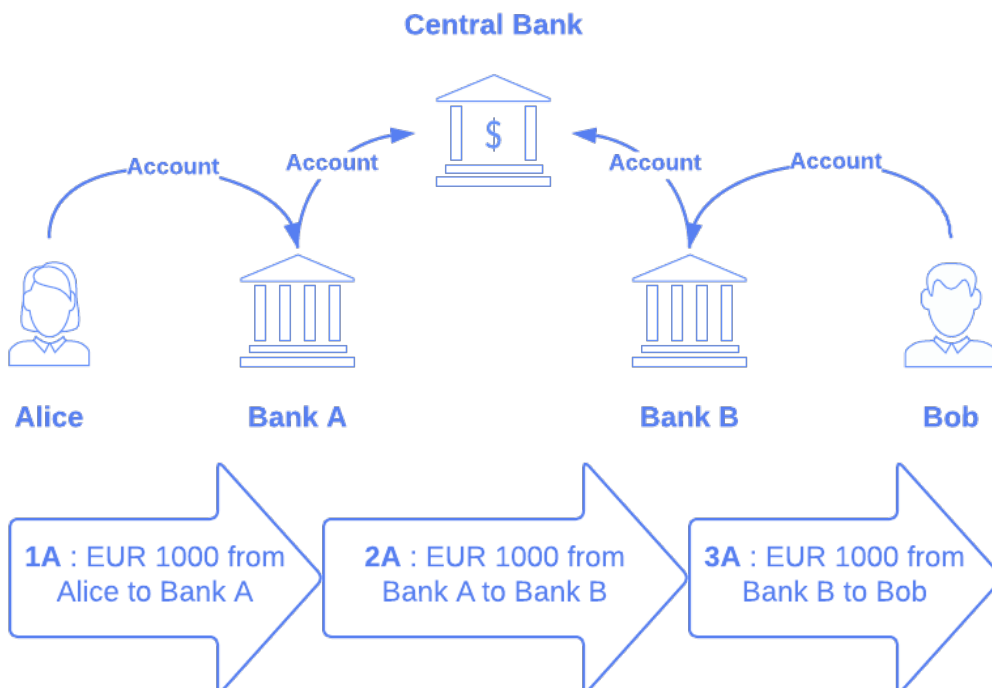 Central Bank
$
Account
Account
Account
Account
Alice
Bank A
Bank B
Bob
1A : EUR 1000 from
Alice to Bank A
2A : EUR 1000 from
Bank A to Bank B
3A : EUR 1000 from
Bank B to Bob